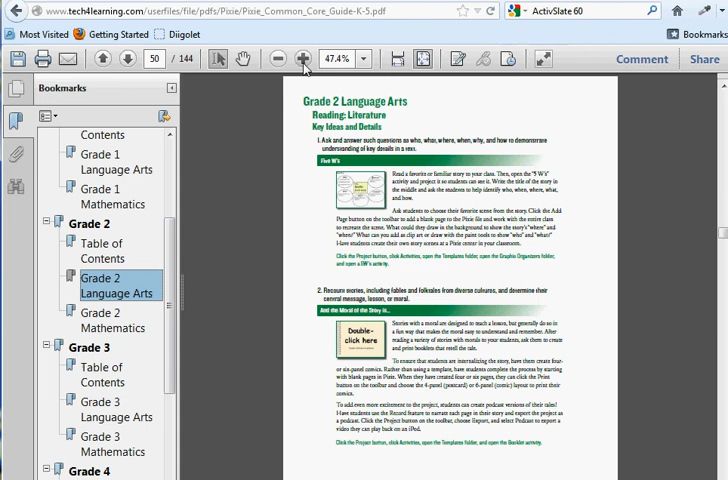 www.tech4learning.com/userfiles/file/pdfs/Pixie/Pixie_Common_Core_Guide-K-5.pdf
ActivSlate 60
Most Visited
Getting Started
Diigolet
Bookmarks
50 / 144
47.4%
Comment
Share
Bookmarks
Contents
Grade 1
Language Arts
Grade 1
Mathematics
Grade 2
Table of
Contents
Grade 2
Language Arts
Grade 2
Mathematics
Grade 3
Table of
Contents
Grade 3
Language Arts
Grade 3
Mathematics
Grade 4
Grade 2 Language Arts
Reading: Literature
Key Ideas and Details
1. Ask and answer such questions as who, what, where, when, why, and how to demonstrate
understanding of key details in a text.
Five W's
Read a favorite or familiar story to your class. Then, open the "5 W's"
activity and project it so students can see it. Write the title of the story in
the middle and ask the students to help identify who, when, where, what,
and how.
Ask students to choose their favorite scene from the story. Click the Add
Page button on the toolbar to add a blank page to the Pixie file and work with the entire class
to recreate the scene. What could they draw in the background to show the story's "where" and
"when?" What can you add as clip art or draw with the paint tools to show "who" and "what?"
Have students create their own story scenes at a Pixie center in your classroom.
Click the Project button, click Activities, open the Templates folder, open the Graphic Organizers folder,
and open a 5W's activity.
2. Recount stories, including fables and folktales from diverse cultures, and determine their
central message, lesson, or moral.
And the Moral of the Story is...
Double-
click here
Stories with a moral are designed to teach a lesson, but generally do so in
a fun way that makes the moral easy to understand and remember. After
reading a variety of stories with morals to your students, ask them to create
and print booklets that retell the tale.
To ensure that students are internalizing the story, have them create four-
or six-panel comics. Rather than using a template, have students complete the process by starting
with blank pages in Pixie. When they have created four or six pages, they can click the Print
button on the toolbar and choose the 4-panel (postcard) or 6-panel (comic) layout to print their
comics.
To add even more excitement to the project, students can create podcast versions of their tales!
Have students use the Record feature to narrate each page in their story and export the project as
a podcast. Click the Project button on the toolbar, choose Export, and select Podcast to export a
video they can play back on an iPod.
Click the Project button, click Activities, open the Templates folder, and open the Booklet activity.